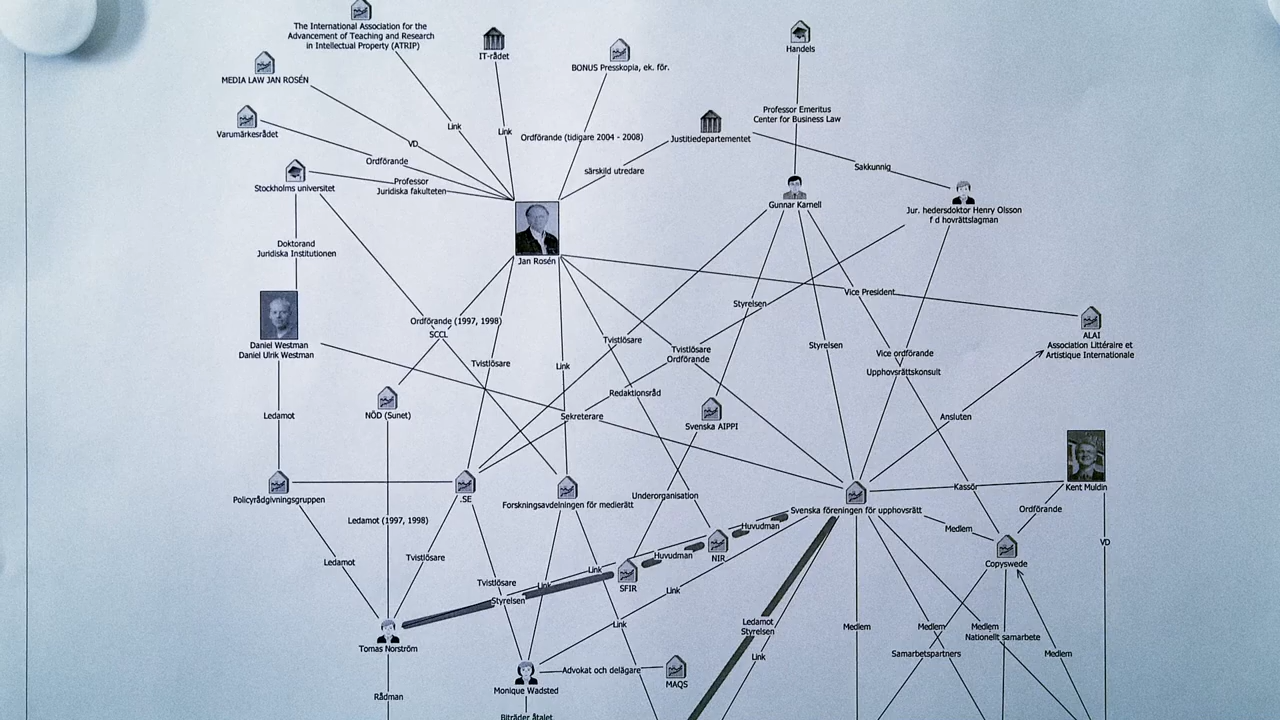 The International Association for the
Advancement of Teaching and Research
in Intellectual Property (ATRIP)
IT-rådet
Handels
MEDIA LAW JAN ROSÉN
BONUS Presskopia, ek. för.
Professor Emeritus
Center for Business Law
Varumärkesrådet
Link
Link
Ordförande (tidigare 2004 - 2008)
Justitiedepartementet
VD
Ordförande
särskild utredare
Sakkunnig
Stockholms universitet
Professor
Juridiska fakulteten
Gunnar Karnell
Jur. hedersdoktor Henry Olsson
f d hovrättslagman
Doktorand
Juridiska Institutionen
Jan Rosén
Vice President
Styrelsen
Ordförande (1997, 1998)
SCCL
Daniel Westman
Daniel Ulrik Westman
Tvistlösare
Tvistlösare
Ordförande
Styrelsen
Vice ordförande
Upphovsrättskonsult
ALAI
Association Littéraire et
Artistique Internationale
Tvistlösare
Link
Redaktionsråd
Ledamot
NÖD (Sunet)
Sekreterare
Svenska AIPPI
Ansluten
Policyrådgivningsgruppen
.SE
Forskningsavdelningen för medierätt
Underorganisation
Svenska föreningen för upphovsrätt
Kassör
Kent Muldin
Ordförande
Ledamot (1997, 1998)
Huvudman
Medlem
VD
Ledamot
Tvistlösare
Huvudman
NIR
Copyswede
Tvistlösare
Link
Link
SFIR
Styrelsen
Link
Tomas Norström
Link
Ledamot
Styrelsen
Medlem
Medlem
Medlem
Nationellt samarbete
Link
Samarbetspartners
Medlem
Advokat och delägare
MAQS
Monique Wadsted
Rådman
Biträder åtalet